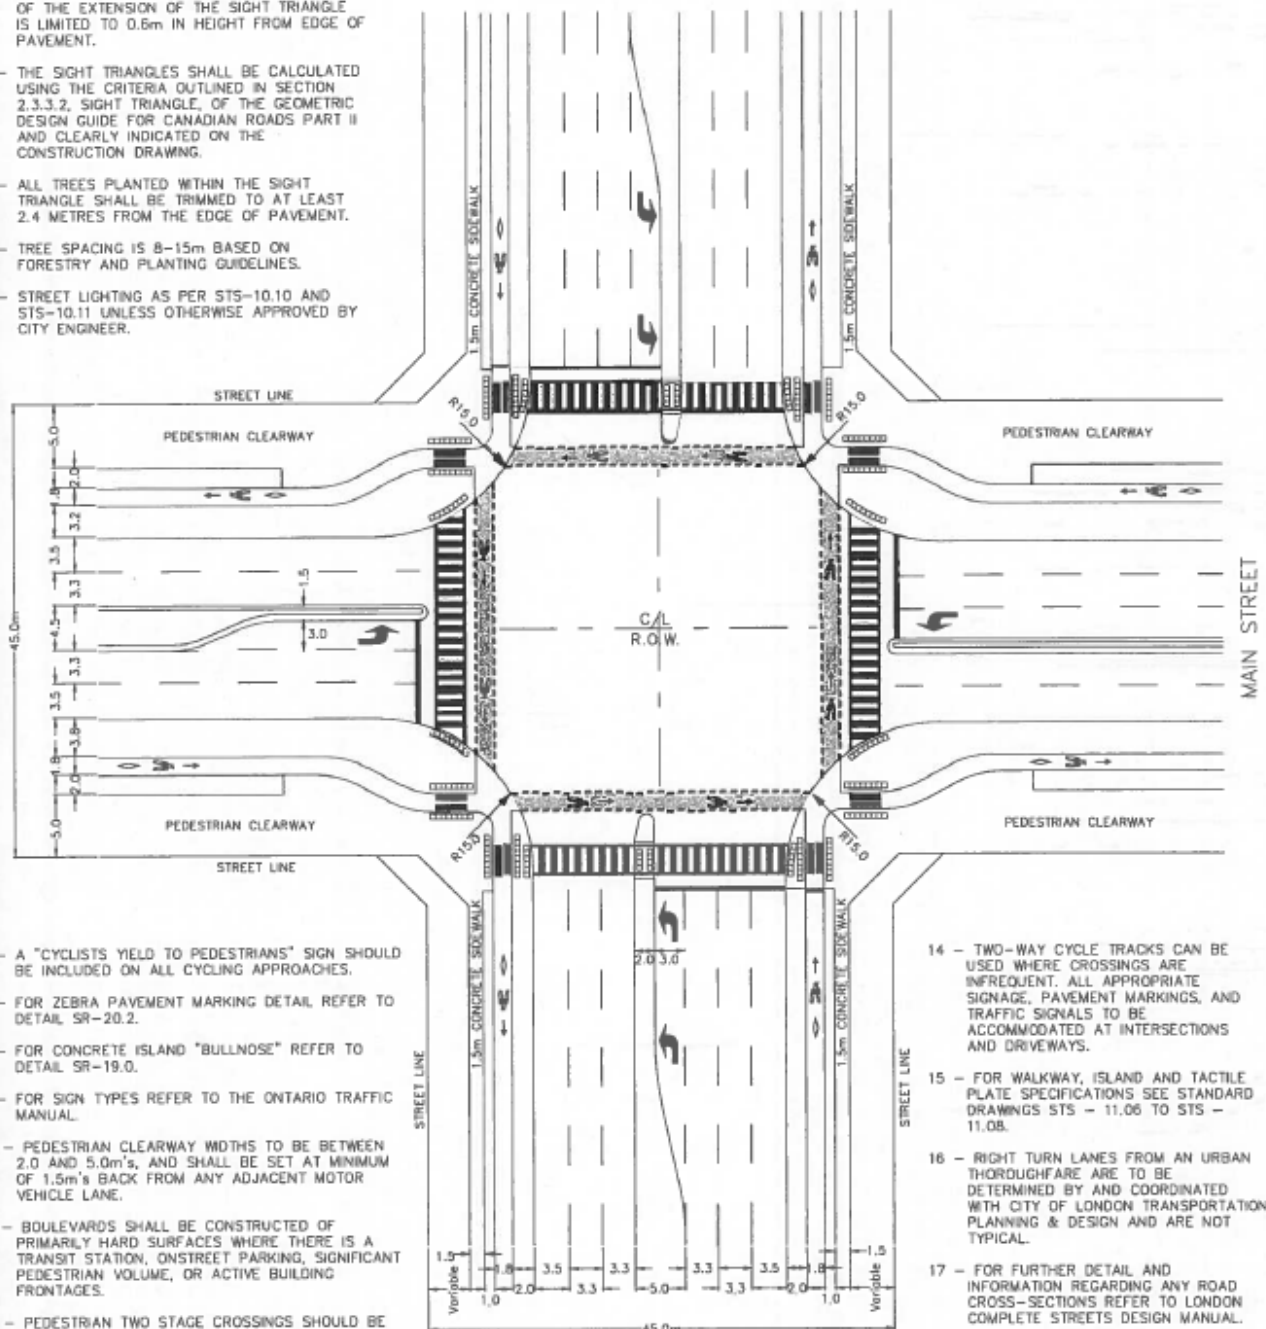 OF THE EXTENSION OF THE SIGHT TRIANGLE
IS LIMITED TO 0.6m IN HEIGHT FROM EDGE OF
PAVEMENT.
- THE SIGHT TRIANGLES SHALL BE CALCULATED
USING THE CRITERIA OUTLINED IN SECTION
2.3.3.2, SIGHT TRIANGLE, OF THE GEOMETRIC
DESIGN GUIDE FOR CANADIAN ROADS PART II
AND CLEARLY INDICATED ON THE
CONSTRUCTION DRAWING.
- ALL TREES PLANTED WITHIN THE SIGHT
TRIANGLE SHALL BE TRIMMED TO AT LEAST
2.4 METRES FROM THE EDGE OF PAVEMENT.
- TREE SPACING IS 8-15m BASED ON
FORESTRY AND PLANTING GUIDELINES.
- STREET LIGHTING AS PER STS-10.10 AND
STS-10.11 UNLESS OTHERWISE APPROVED BY
CITY ENGINEER.
1.5m CONCRETE SIDEWALK
1.5m CONCRETE SIDEWALK
STREET LINE
PEDESTRIAN CLEARWAY
R15.0
R15.0
PEDESTRIAN CLEARWAY
45.0m
5.0
2.0
1.8
3.2
3.5
3.3
4.5
3.3
3.5
3.8
1.8
2.0
5.0
1.5
3.0
C/L
R.O.W.
MAIN STREET
PEDESTRIAN CLEARWAY
STREET LINE
R15.0
R15.0
PEDESTRIAN CLEARWAY
- A "CYCLISTS YIELD TO PEDESTRIANS" SIGN SHOULD
BE INCLUDED ON ALL CYCLING APPROACHES.
- FOR ZEBRA PAVEMENT MARKING DETAIL REFER TO
DETAIL SR-20.2.
- FOR CONCRETE ISLAND "BULLNOSE" REFER TO
DETAIL SR-19.0.
- FOR SIGN TYPES REFER TO THE ONTARIO TRAFFIC
MANUAL.
- PEDESTRIAN CLEARWAY WIDTHS TO BE BETWEEN
2.0 AND 5.0m's, AND SHALL BE SET AT MINIMUM
OF 1.5m's BACK FROM ANY ADJACENT MOTOR
VEHICLE LANE.
- BOULEVARDS SHALL BE CONSTRUCTED OF
PRIMARILY HARD SURFACES WHERE THERE IS A
TRANSIT STATION, ONSTREET PARKING, SIGNIFICANT
PEDESTRIAN VOLUME, OR ACTIVE BUILDING
FRONTAGES.
- PEDESTRIAN TWO STAGE CROSSINGS SHOULD BE
STREET LINE
1.5m CONCRETE SIDEWALK
2.0 3.0
1.5m CONCRETE SIDEWALK
STREET LINE
1.5
1.8 3.5 3.3 3.3 3.5 1.8
1.5
Variable 2.0 3.3 5.0 3.3 2.0 Variable
1.0 1.0
45.0m
14 - TWO-WAY CYCLE TRACKS CAN BE
USED WHERE CROSSINGS ARE
INFREQUENT. ALL APPROPRIATE
SIGNAGE, PAVEMENT MARKINGS, AND
TRAFFIC SIGNALS TO BE
ACCOMMODATED AT INTERSECTIONS
AND DRIVEWAYS.
15 - FOR WALKWAY, ISLAND AND TACTILE
PLATE SPECIFICATIONS SEE STANDARD
DRAWINGS STS - 11.06 TO STS -
11.08.
16 - RIGHT TURN LANES FROM AN URBAN
THOROUGHFARE ARE TO BE
DETERMINED BY AND COORDINATED
WITH CITY OF LONDON TRANSPORTATION
PLANNING & DESIGN AND ARE NOT
TYPICAL.
17 - FOR FURTHER DETAIL AND
INFORMATION REGARDING ANY ROAD
CROSS-SECTIONS REFER TO LONDON
COMPLETE STREETS DESIGN MANUAL.